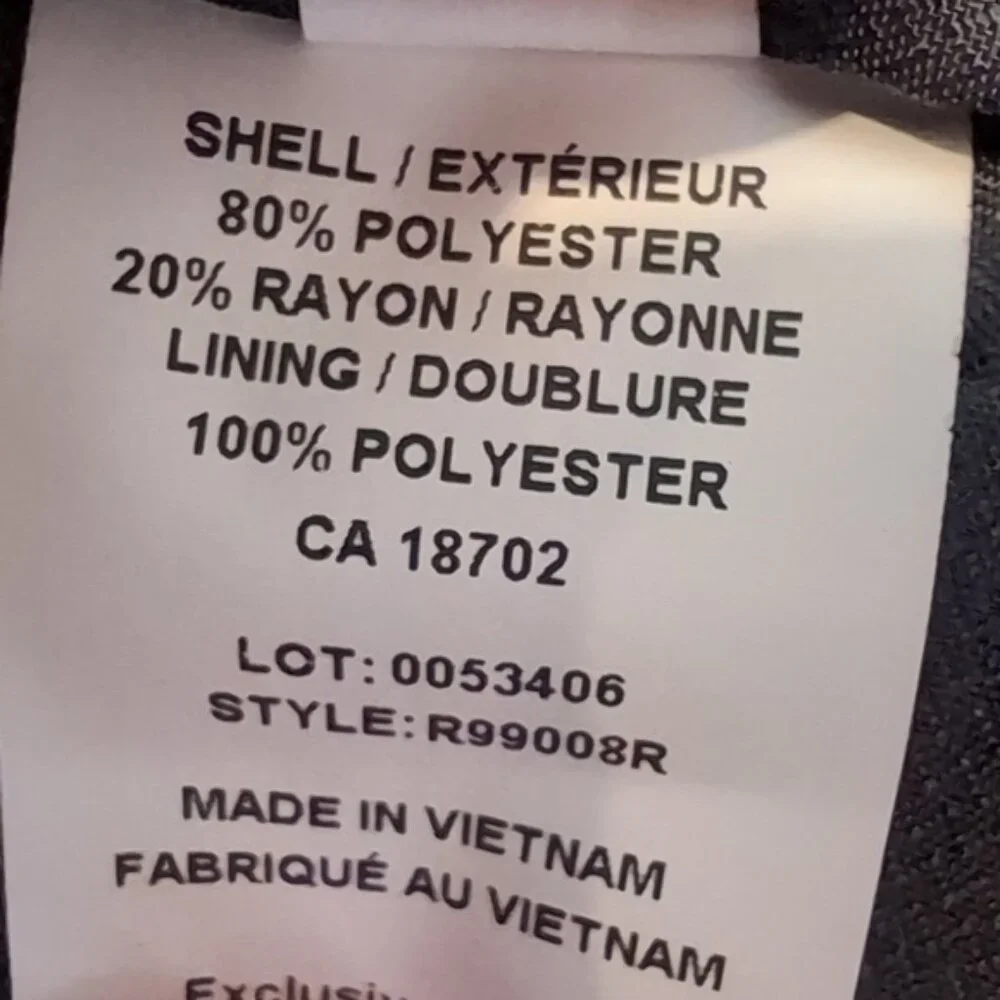 SHELL / EXTÉRIEUR
80% POLYESTER
20% RAYON / RAYONNE
LINING / DOUBLURE
100% POLYESTER
CA 18702
LOT: 0053406
STYLE: R99008R
MADE IN VIETNAM
FABRIQUÉ AU VIETNAM